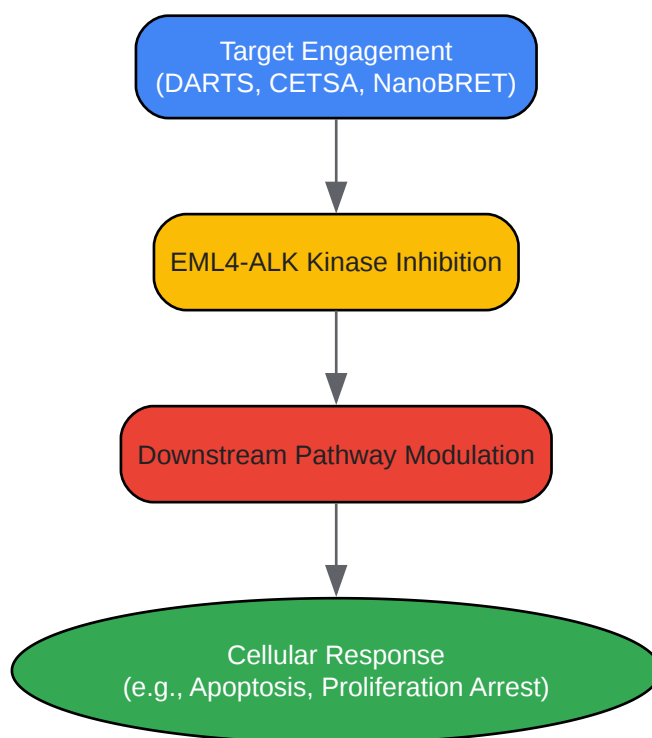 Target Engagement
(DARTS, CETSA, NanoBRET)
EML4-ALK Kinase Inhibition
Downstream Pathway Modulation
Cellular Response
(e.g., Apoptosis, Proliferation Arrest)